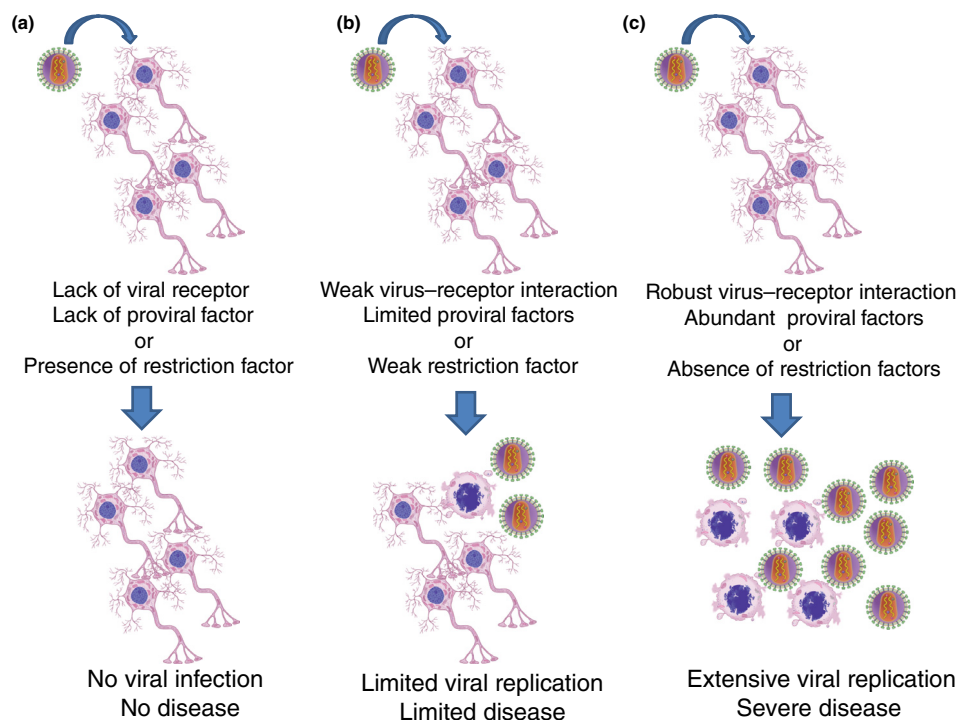 (a)
Lack of viral receptor
Lack of proviral factor
or
Presence of restriction factor
No viral infection
No disease
(b)
Weak virus–receptor interaction
Limited proviral factors
or
Weak restriction factor
Limited viral replication
Limited disease
(c)
Robust virus–receptor interaction
Abundant proviral factors
or
Absence of restriction factors
Extensive viral replication
Severe disease